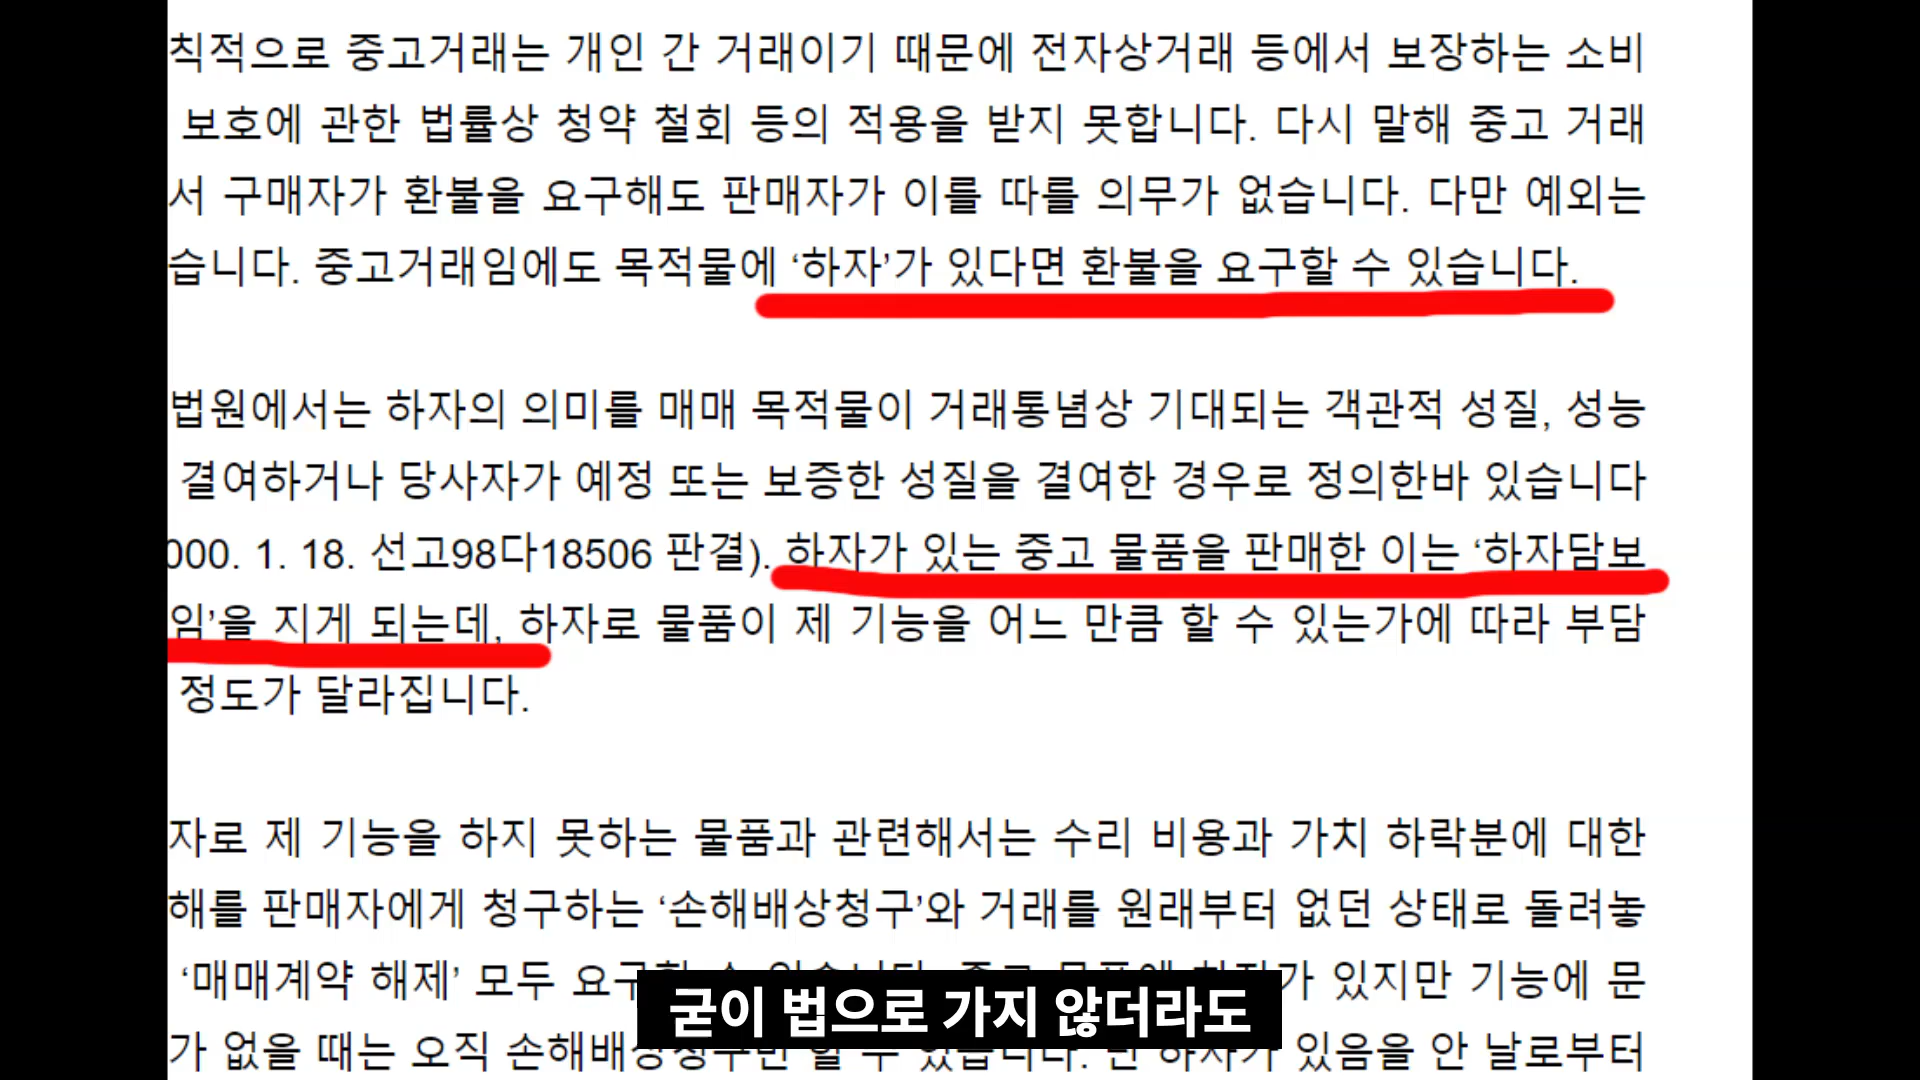 칙적으로 중고거래는 개인 간 거래이기 때문에 전자상거래 등에서 보장하는 소비
보호에 관한 법률상 청약 철회 등의 적용을 받지 못합니다. 다시 말해 중고 거래
서 구매자가 환불을 요구해도 판매자가 이를 따를 의무가 없습니다. 다만 예외는
습니다. 중고거래임에도 목적물에 ‘하자’가 있다면 환불을 요구할 수 있습니다.
법원에서는 하자의 의미를 매매 목적물이 거래통념상 기대되는 객관적 성질, 성능
결여하거나 당사자가 예정 또는 보증한 성질을 결여한 경우로 정의한바 있습니다
000. 1. 18. 선고98다18506 판결). 하자가 있는 중고 물품을 판매한 이는 ‘하자담보
임’을 지게 되는데, 하자로 물품이 제 기능을 어느 만큼 할 수 있는가에 따라 부담
정도가 달라집니다.
자로 제 기능을 하지 못하는 물품과 관련해서는 수리 비용과 가치 하락분에 대한
해를 판매자에게 청구하는 ‘손해배상청구’와 거래를 원래부터 없던 상태로 돌려놓
‘매매계약 해제’ 모두 있지만 기능에 문
굳이 법으로 가지 않더라도
가 없을 때는 오직 있음을 안 날로부터